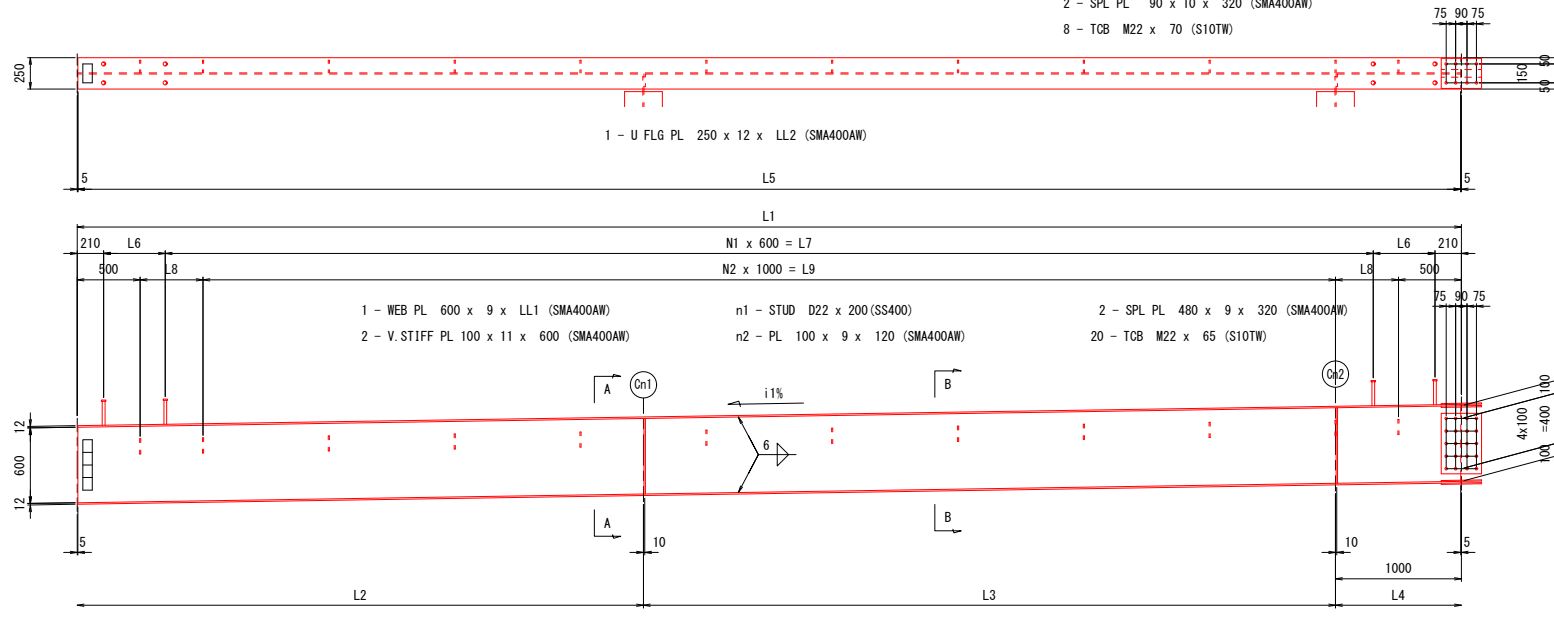 2 - SPL PL 90 x 10 x 320 (SMA400AW)
8 - TCB M22 x 70 (S10TW)
75 90 75
250
50
150
50
1 - U FLG PL 250 x 12 x LL2 (SMA400AW)
5
L5
5
L1
210
L6
N1 x 600 = L7
L6
210
500
L8
N2 x 1000 = L9
L8
500
1 - WEB PL 600 x 9 x LL1 (SMA400AW)
n1 - STUD D22 x 200(SS400)
2 - SPL PL 480 x 9 x 320 (SMA400AW)
75 90 75
2 - V.STIFF PL 100 x 11 x 600 (SMA400AW)
n2 - PL 100 x 9 x 120 (SMA400AW)
20 - TCB M22 x 65 (S10TW)
A
Cn1
B
Cn2
i1%
12
600
12
6
100
4x100
=400
100
A
B
5
10
10
5
1000
L2
L3
L4